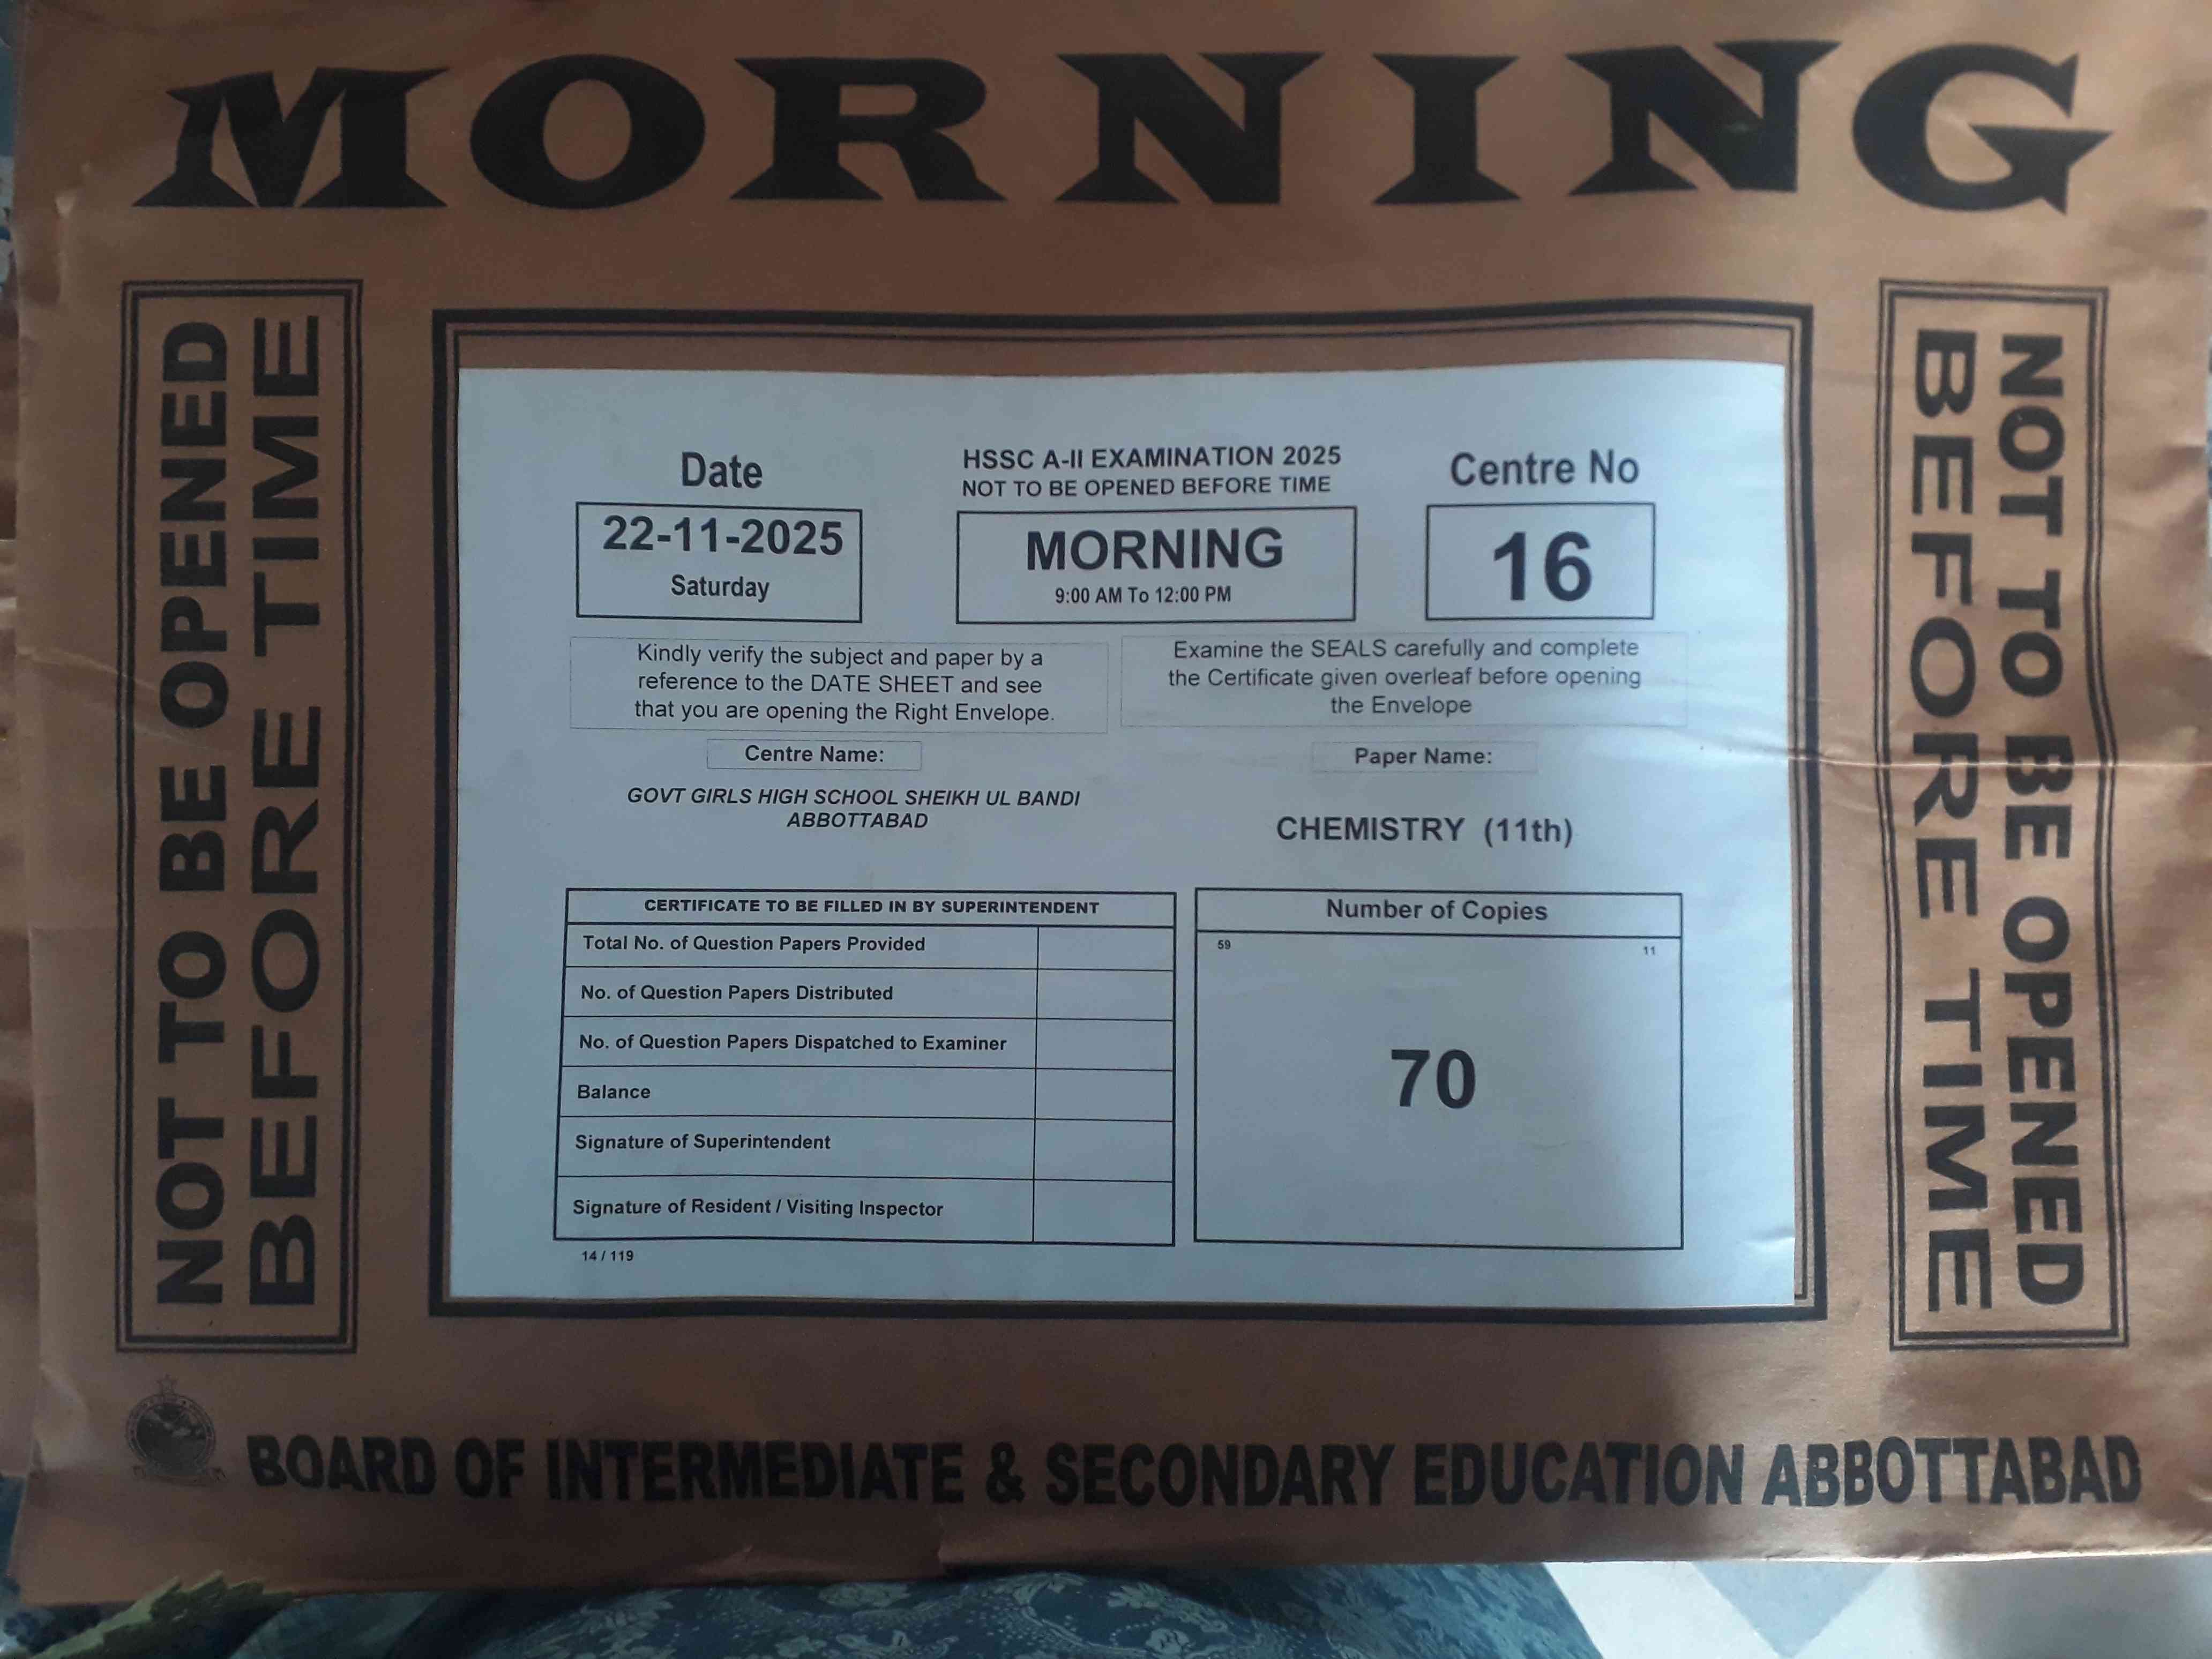 MORNING
NOT TO BE OPENED
BEFORE TIME
Date
22-11-2025
Saturday
HSSC A-II EXAMINATION 2025
NOT TO BE OPENED BEFORE TIME
MORNING
9:00 AM To 12:00 PM
Centre No
16
Kindly verify the subject and paper by a
reference to the DATE SHEET and see
that you are opening the Right Envelope.
Examine the SEALS carefully and complete
the Certificate given overleaf before opening
the Envelope
Centre Name:
GOVT GIRLS HIGH SCHOOL SHEIKH UL BANDI
ABBOTTABAD
Paper Name:
CHEMISTRY (11th)
CERTIFICATE TO BE FILLED IN BY SUPERINTENDENT
Total No. of Question Papers Provided
No. of Question Papers Distributed
No. of Question Papers Dispatched to Examiner
Balance
Signature of Superintendent
Signature of Resident / Visiting Inspector
14 / 119
Number of Copies
59
11
70
NOT TO BE OPENED
BEFORE TIME
BOARD OF INTERMEDIATE & SECONDARY EDUCATION ABBOTTABAD